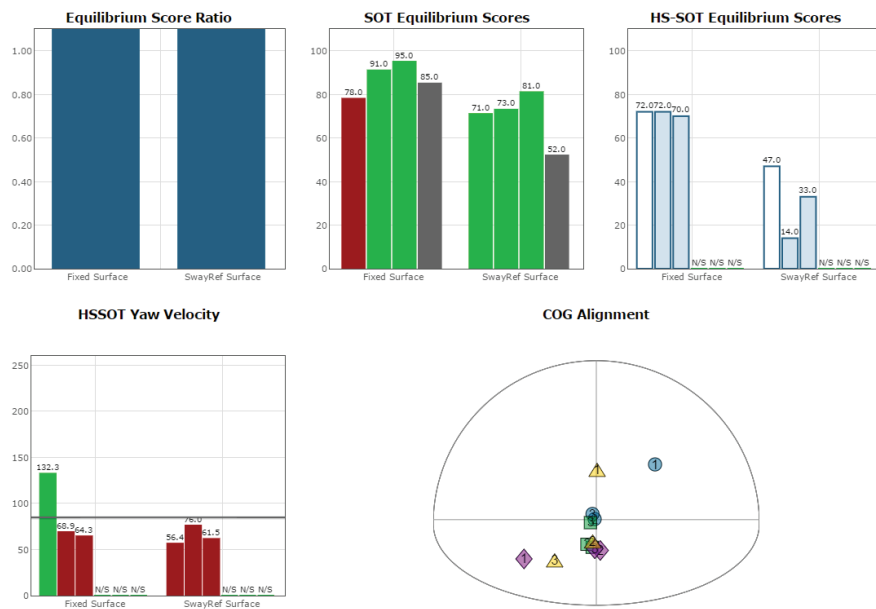 Equilibrium Score Ratio
1.00
0.80
0.60
0.40
0.20
0.00
Fixed Surface SwayRef Surface
SOT Equilibrium Scores
100
80
60
40
20
0
78.0 91.0 95.0 85.0 71.0 73.0 81.0 52.0
Fixed Surface SwayRef Surface
HS-SOT Equilibrium Scores
100
80
60
40
20
0
72.0 72.0 70.0 N/S N/S N/S 47.0 14.0 33.0 N/S N/S N/S
Fixed Surface SwayRef Surface
HSSOT Yaw Velocity
250
200
150
100
50
0
132.3 68.9 64.3 N/S N/S N/S 56.4 76.0 61.5 N/S N/S N/S
Fixed Surface SwayRef Surface
COG Alignment
1
1
1
3
2